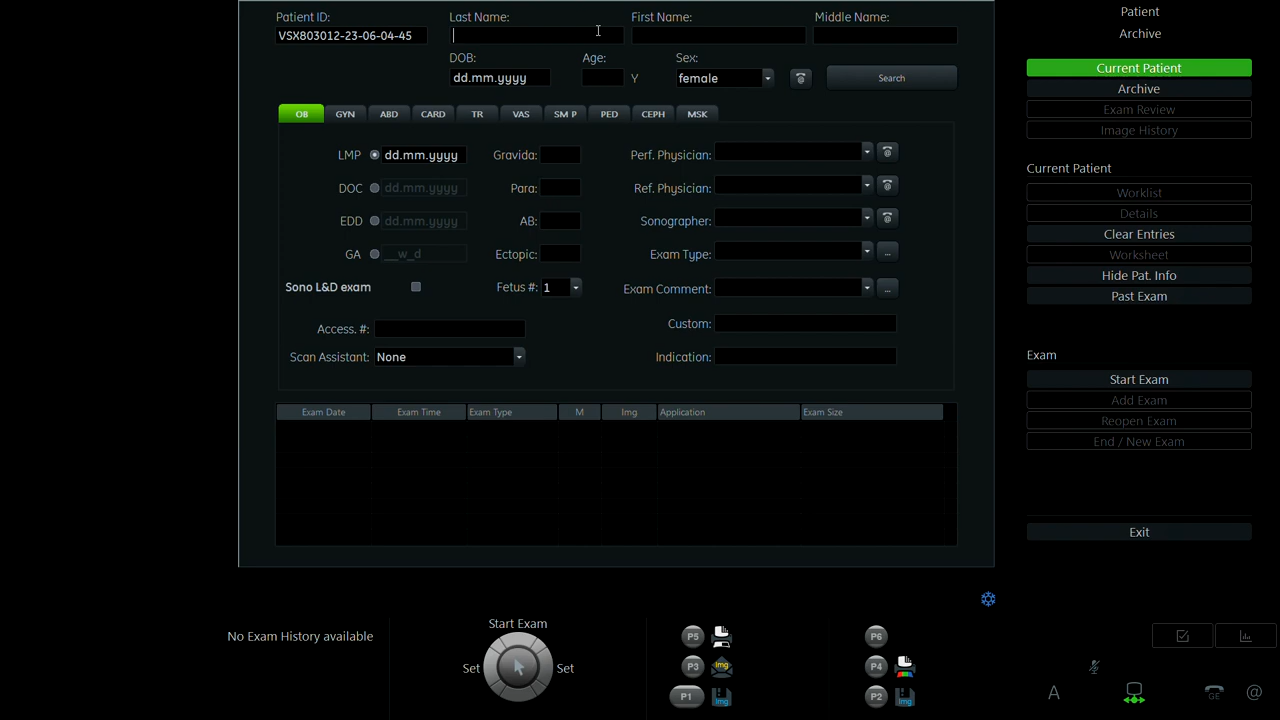 Patient ID: Last Name: First Name: Middle Name:
VSX803012-23-06-04-45
DOB: Age: Sex:
dd.mm.yyyy Y female Search
OB GYN ABD CARD TR VAS SM P PED CEPH MSK
LMP dd.mm.yyyy Gravida: Perf. Physician:
DOC dd.mm.yyyy Para: Ref. Physician:
EDD dd.mm.yyyy AB: Sonographer:
GA __w_d Ectopic: Exam Type: ...
Sono L&D exam Fetus #: 1 Exam Comment: ...
Access. #: Custom:
Scan Assistant: None Indication:
Exam Date Exam Time Exam Type M Img Application Exam Size
Patient
Archive
Current Patient
Archive
Exam Review
Image History
Current Patient
Worklist
Details
Clear Entries
Worksheet
Hide Pat. Info
Past Exam
Exam
Start Exam
Add Exam
Reopen Exam
End / New Exam
Exit
No Exam History available
Start Exam
Set Set
P5 P6
P3 Img P4
P1 Img P2 Img
A GE @